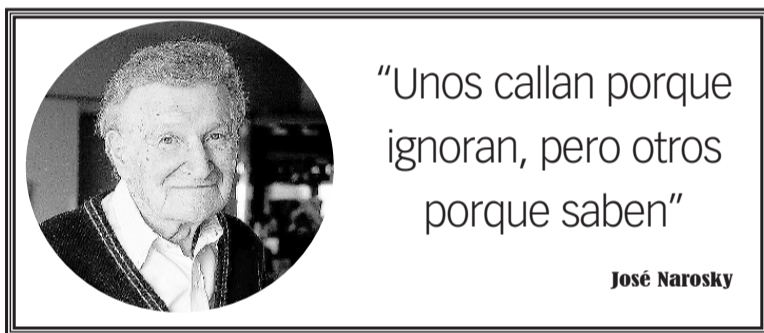 “Unos callan porque
ignoran, pero otros
porque saben”
José Narosky